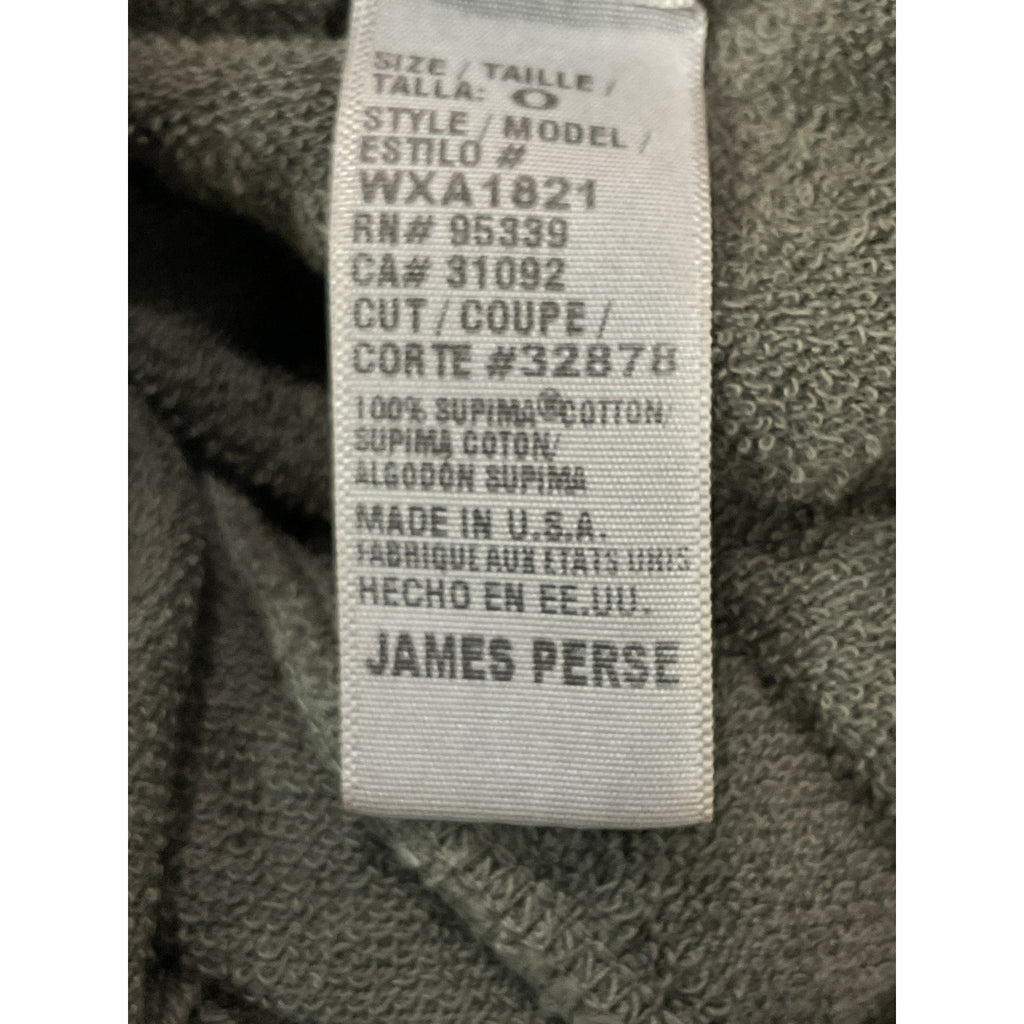 SIZE / TAILLE /
TALLA: 0
STYLE / MODEL /
ESTILO #
WXA1821
RN# 95339
CA# 31092
CUT / COUPE /
CORTE #32878
100% SUPIMA® COTTON/
SUPIMA COTON/
ALGODÓN SUPIMA
MADE IN U.S.A.
FABRIQUE AUX ETATS UNIS
HECHO EN EE.UU.
JAMES PERSE